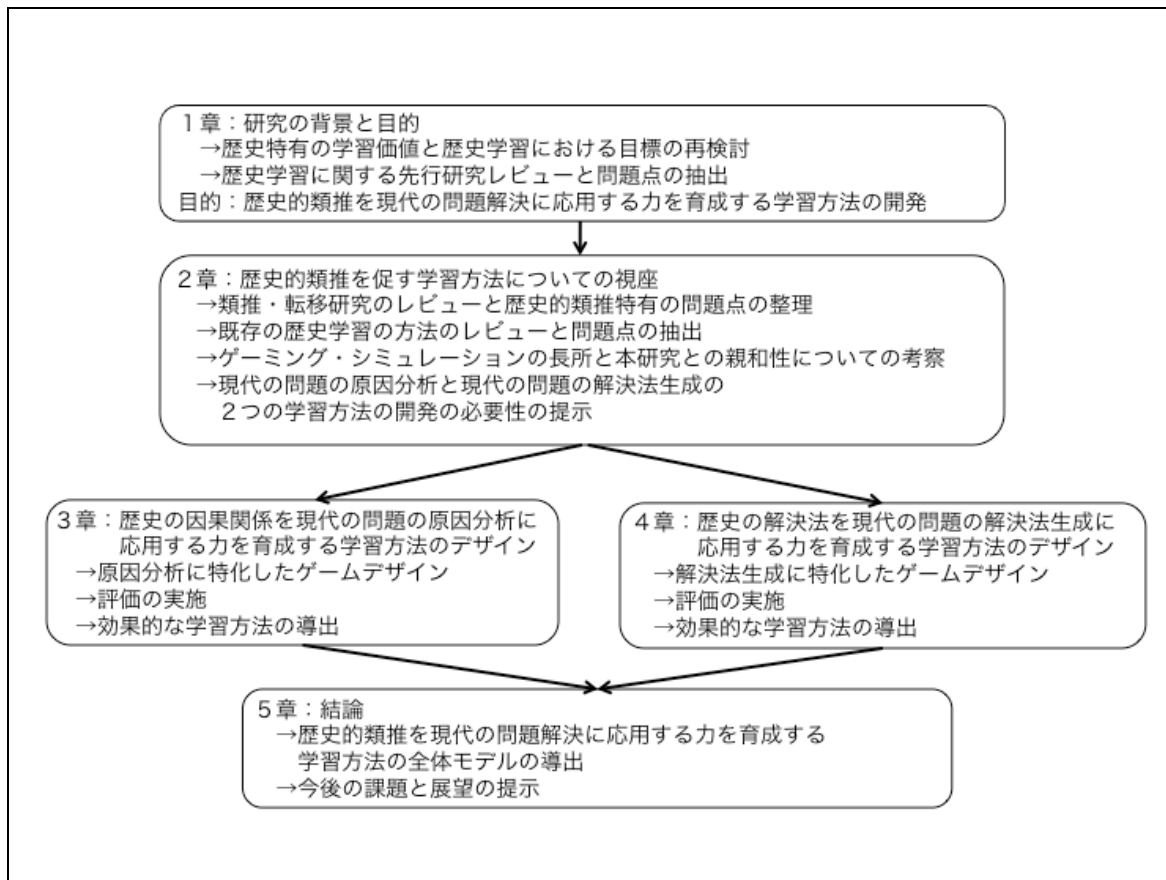 1章：研究の背景と目的
→歴史特有の学習価値と歴史学習における目標の再検討
→歴史学習に関する先行研究レビューと問題点の抽出
目的：歴史的類推を現代の問題解決に応用する力を育成する学習方法の開発
2章：歴史的類推を促す学習方法についての視座
→類推・転移研究のレビューと歴史的類推特有の問題点の整理
→既存の歴史学習の方法のレビューと問題点の抽出
→ゲーミング・シミュレーションの長所と本研究との親和性についての考察
→現代の問題の原因分析と現代の問題の解決法生成の
2つの学習方法の開発の必要性の提示
3章：歴史の因果関係を現代の問題の原因分析に
応用する力を育成する学習方法のデザイン
→原因分析に特化したゲームデザイン
→評価の実施
→効果的な学習方法の導出
4章：歴史の解決法を現代の問題の解決法生成に
応用する力を育成する学習方法のデザイン
→解決法生成に特化したゲームデザイン
→評価の実施
→効果的な学習方法の導出
5章：結論
→歴史的類推を現代の問題解決に応用する力を育成する
学習方法の全体モデルの導出
→今後の課題と展望の提示